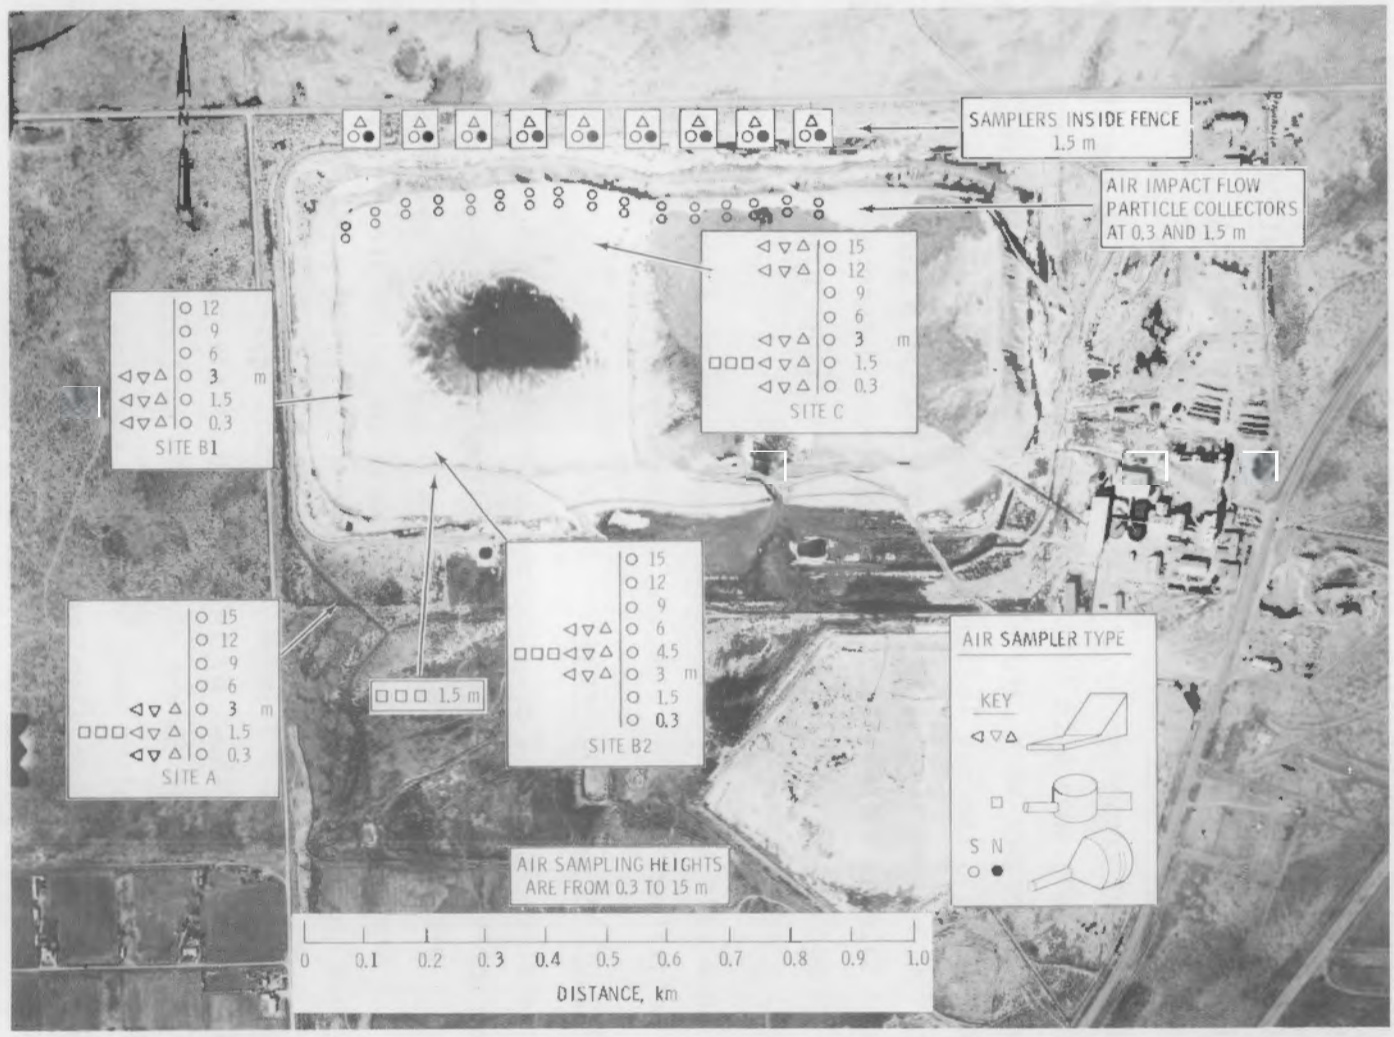 N
SAMPLERS INSIDE FENCE
1.5 m
AIR IMPACT FLOW
PARTICLE COLLECTORS
AT 0.3 AND 1.5 m
15
12
9
6
3 m
1.5
0.3
SITE C
12
9
6
3 m
1.5
0.3
SITE B1
15
12
9
6
4.5
3 m
1.5
0.3
SITE B2
15
12
9
6
3 m
1.5
0.3
SITE A
1.5 m
AIR SAMPLER TYPE
KEY
S N
AIR SAMPLING HEIGHTS
ARE FROM 0.3 TO 15 m
0 0.1 0.2 0.3 0.4 0.5 0.6 0.7 0.8 0.9 1.0
DISTANCE, km